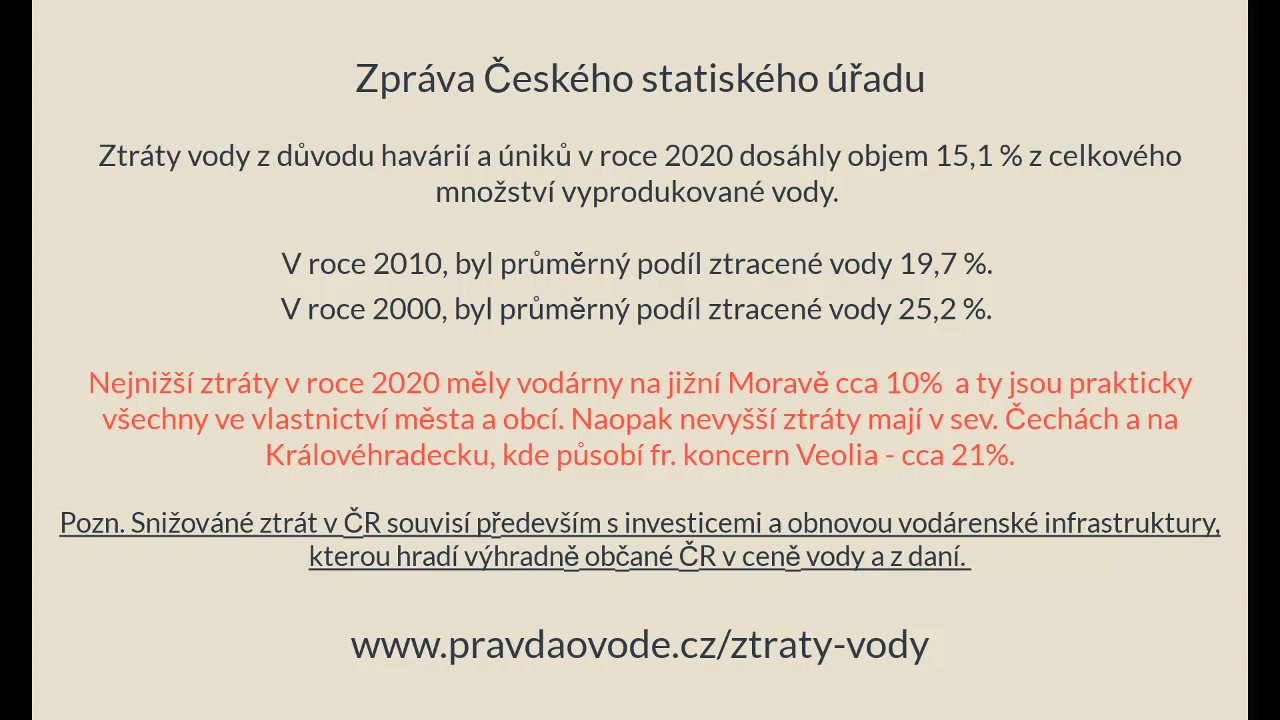 Zpráva Českého statiského úřadu
Ztráty vody z důvodu havárií a úniků v roce 2020 dosáhly objem 15,1 % z celkového
množství vyprodukované vody.
V roce 2010, byl průměrný podíl ztracené vody 19,7 %.
V roce 2000, byl průměrný podíl ztracené vody 25,2 %.
Nejnižší ztráty v roce 2020 měly vodárny na jižní Moravě cca 10% a ty jsou prakticky
všechny ve vlastnictví města a obcí. Naopak nevyšší ztráty mají v sev. Čechách a na
Královéhradecku, kde působí fr. koncern Veolia - cca 21%.
Pozn. Snižováné ztrát v ČR souvisí především s investicemi a obnovou vodárenské infrastruktury,
kterou hradí výhradně občané ČR v ceně vody a z daní.
www.pravdaovode.cz/ztraty-vody